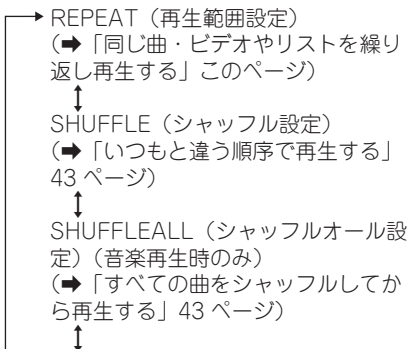 REPEAT（再生範囲設定）
（➡「同じ曲・ビデオやリストを繰り
返し再生する」このページ）
SHUFFLE（シャッフル設定）
（➡「いつもと違う順序で再生する」
43 ページ）
SHUFFLEALL（シャッフルオール設
定）（音楽再生時のみ）
（➡「すべての曲をシャッフルしてか
ら再生する」43 ページ）